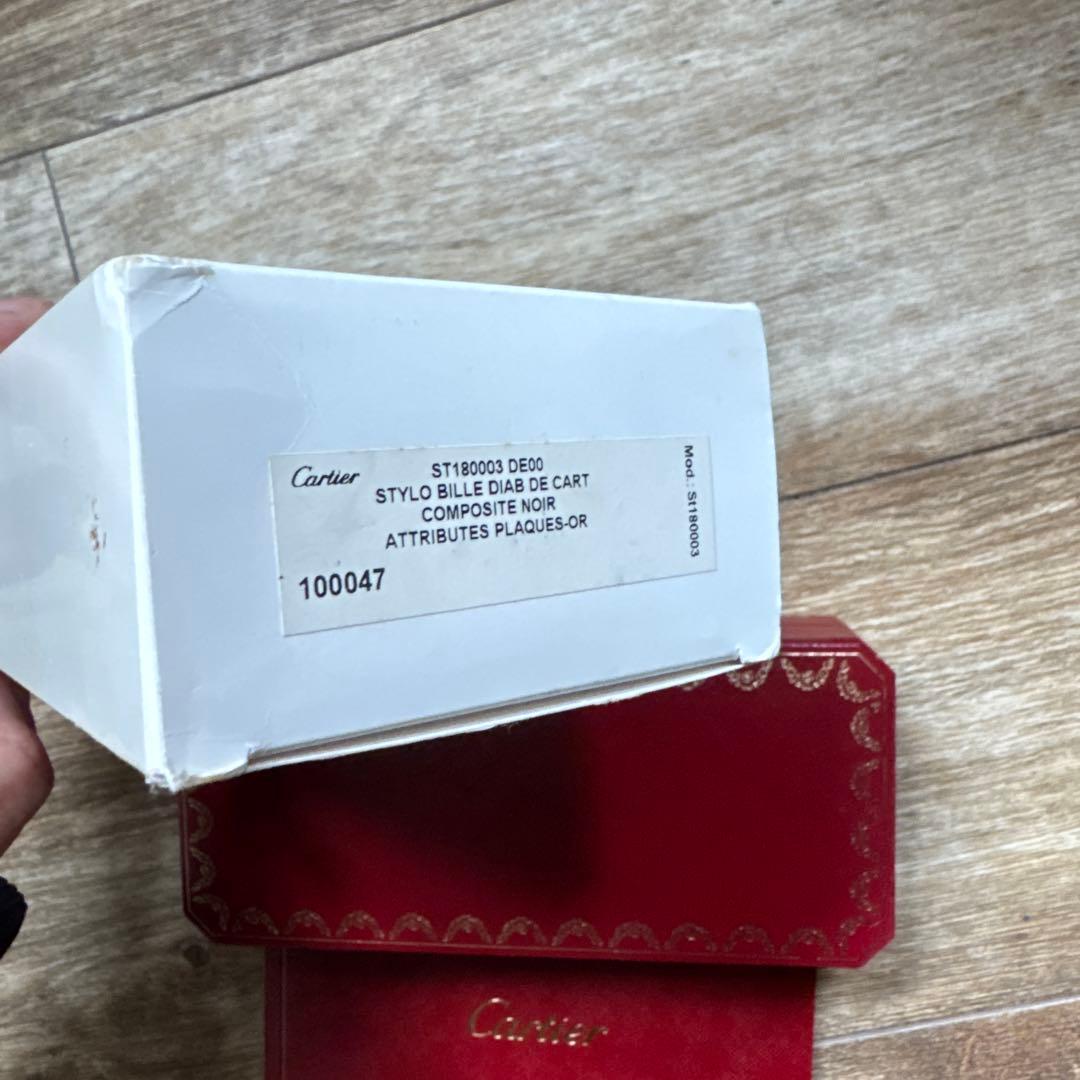 Cartier
ST180003 DE00
STYLO BILLE DIAB DE CART
COMPOSITE NOIR
ATTRIBUTES PLAQUES-OR
100047
Mod.: St180003
Cartier